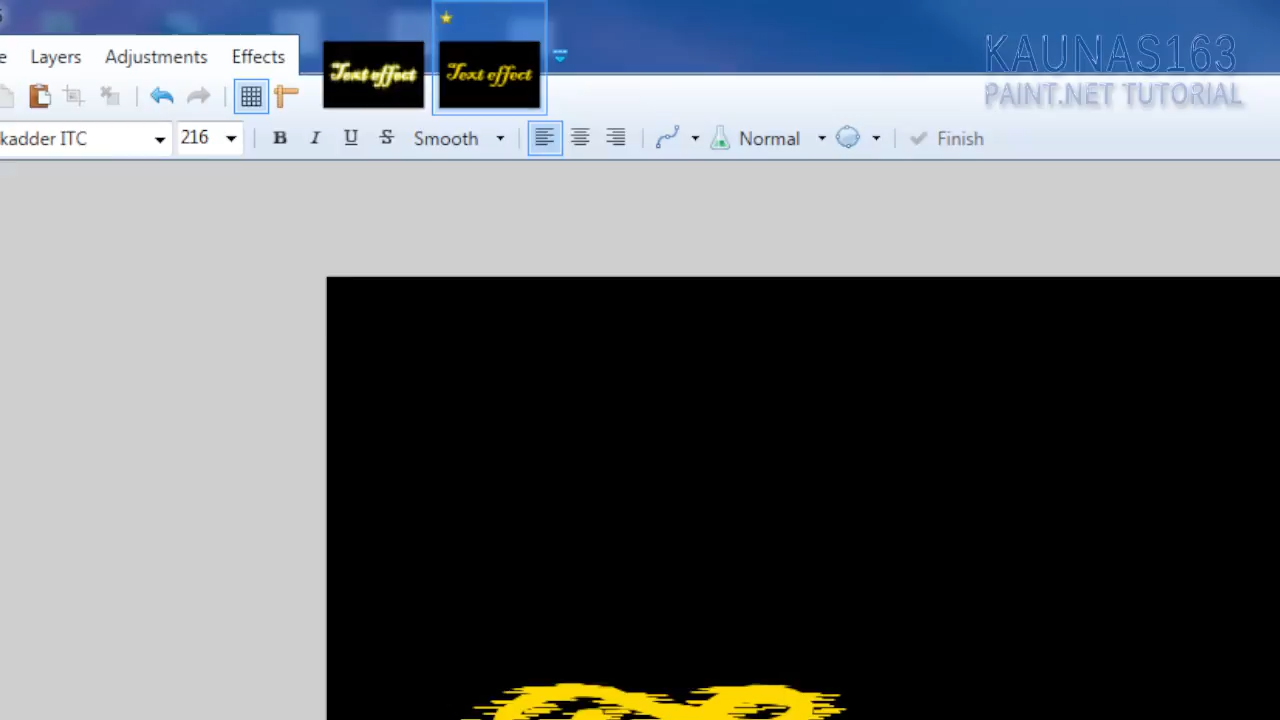 KAUNAS163
PAINT.NET TUTORIAL
e Layers Adjustments Effects
Text effect
Text effect
kadder ITC 216 B I U S Smooth Normal Finish